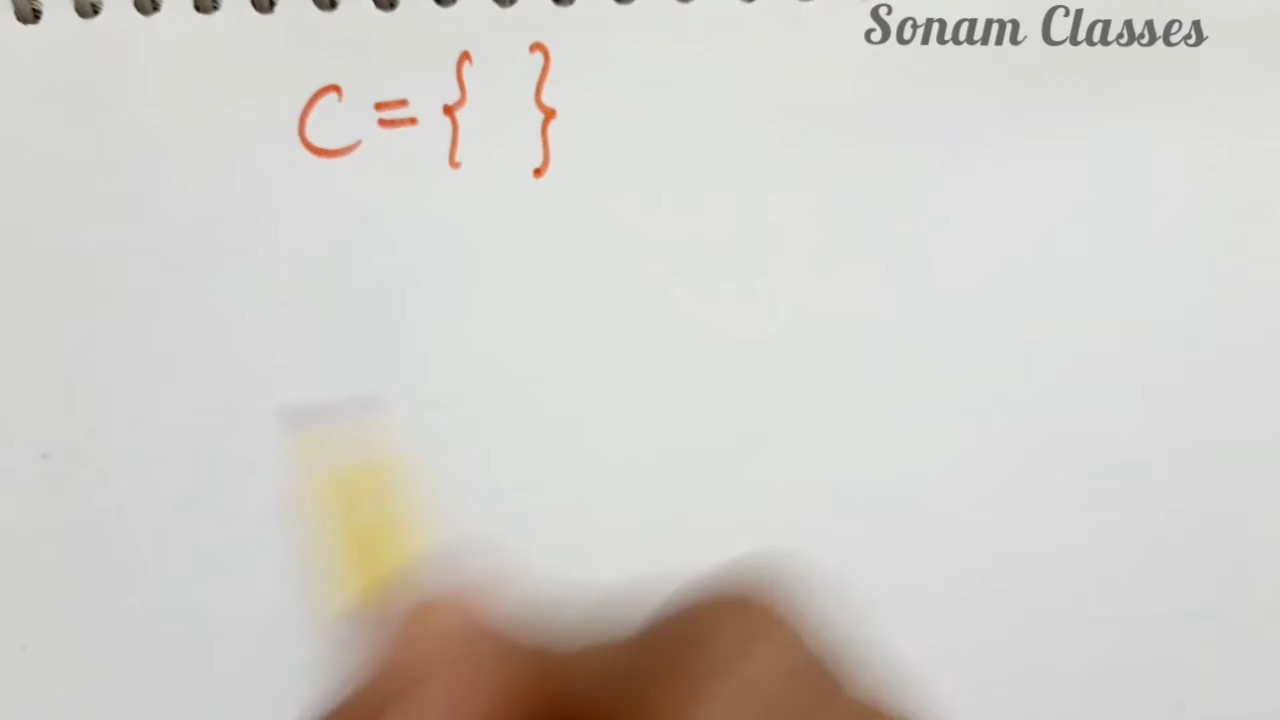 Sonam Classes
C = { }